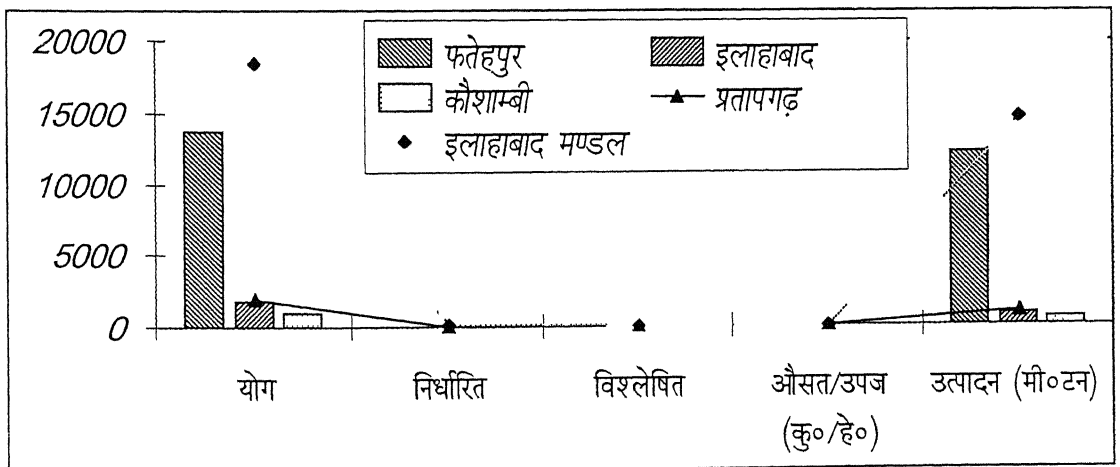 20000
15000
10000
5000
0
फतेहपुर
इलाहाबाद
कौशाम्बी
प्रतापगढ़
इलाहाबाद मण्डल
योग
निर्धारित
विश्लेषित
औसत/उपज
(कु०/हे०)
उत्पादन (मी०टन)